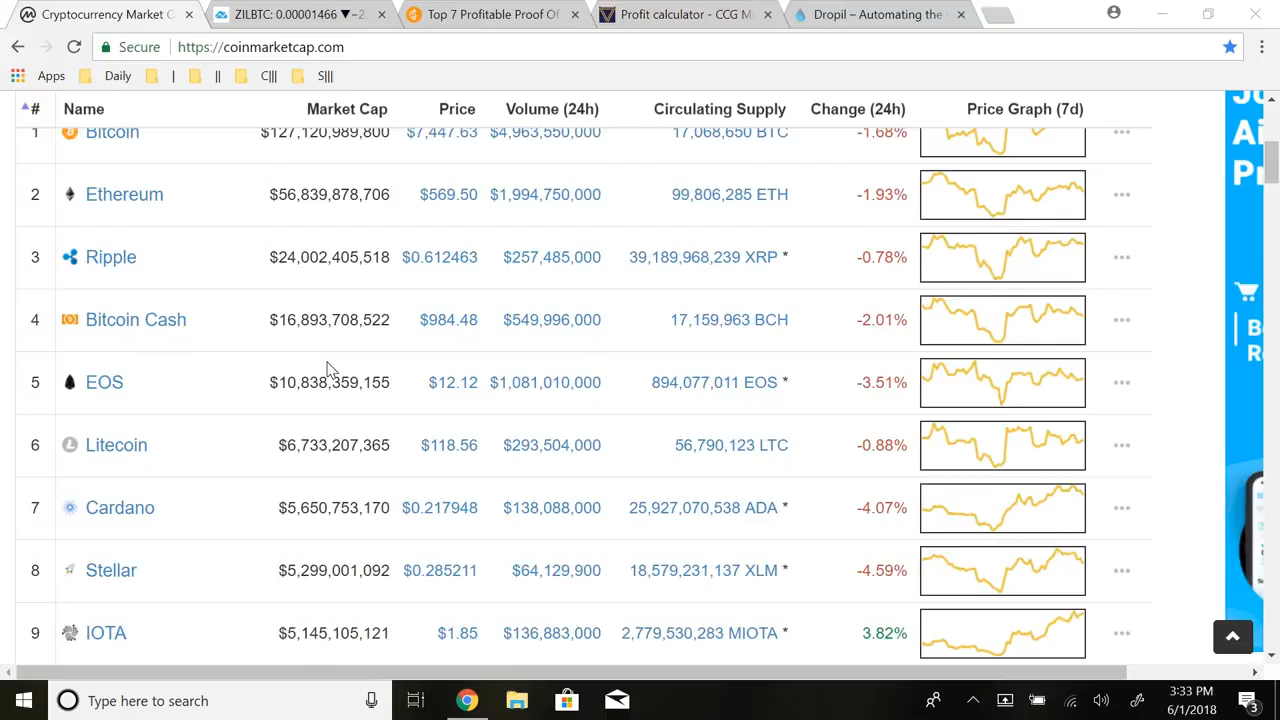 Cryptocurrency Market C
ZILBTC: 0.00001466 ▼−2
Top 7 Profitable Proof Of
Profit calculator - CCG M
Dropil – Automating the
Secure | https://coinmarketcap.com
Apps Daily | || C||| S|||
# Name Market Cap Price Volume (24h) Circulating Supply Change (24h) Price Graph (7d)
1 Bitcoin $127,120,989,800 $7,447.63 $4,963,550,000 17,068,650 BTC -1.68%
2 Ethereum $56,839,878,706 $569.50 $1,994,750,000 99,806,285 ETH -1.93%
3 Ripple $24,002,405,518 $0.612463 $257,485,000 39,189,968,239 XRP * -0.78%
4 Bitcoin Cash $16,893,708,522 $984.48 $549,996,000 17,159,963 BCH -2.01%
5 EOS $10,838,359,155 $12.12 $1,081,010,000 894,077,011 EOS * -3.51%
6 Litecoin $6,733,207,365 $118.56 $293,504,000 56,790,123 LTC -0.88%
7 Cardano $5,650,753,170 $0.217948 $138,088,000 25,927,070,538 ADA * -4.07%
8 Stellar $5,299,001,092 $0.285211 $64,129,900 18,579,231,137 XLM * -4.59%
9 IOTA $5,145,105,121 $1.85 $136,883,000 2,779,530,283 MIOTA * 3.82%
Type here to search
3:33 PM
6/1/2018
3